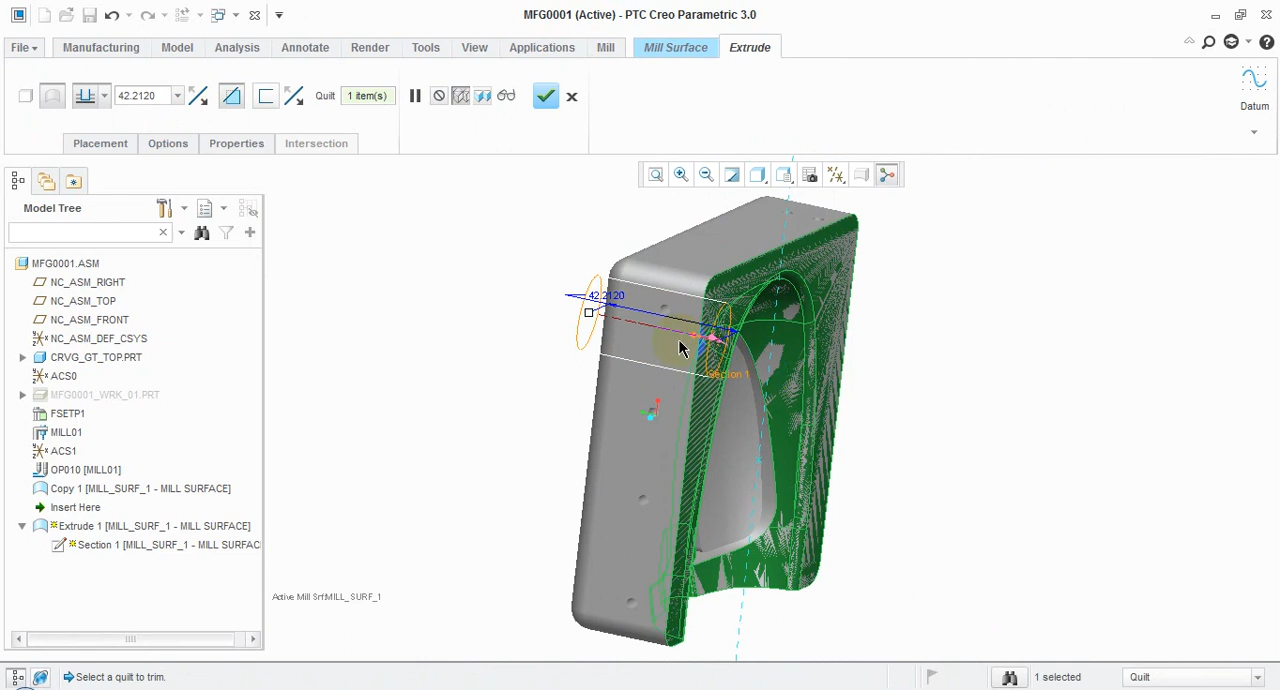 MFG0001 (Active) - PTC Creo Parametric 3.0
File Manufacturing Model Analysis Annotate Render Tools View Applications Mill Mill Surface Extrude
42.2120 Quilt 1 item(s)
Datum
Placement Options Properties Intersection
Model Tree
MFG0001.ASM
NC_ASM_RIGHT
NC_ASM_TOP
NC_ASM_FRONT
NC_ASM_DEF_CSYS
CRVG_GT_TOP.PRT
ACS0
MFG0001_WRK_01.PRT
FSETP1
MILL01
ACS1
OP010 [MILL01]
Copy 1 [MILL_SURF_1 - MILL SURFACE]
Insert Here
Extrude 1 [MILL_SURF_1 - MILL SURFACE)
Section 1 [MILL_SURF_1 - MILL SURFAC
42.2120
Section 1
Active Mill Srf:MILL_SURF_1
Select a quilt to trim.
1 selected
Quilt